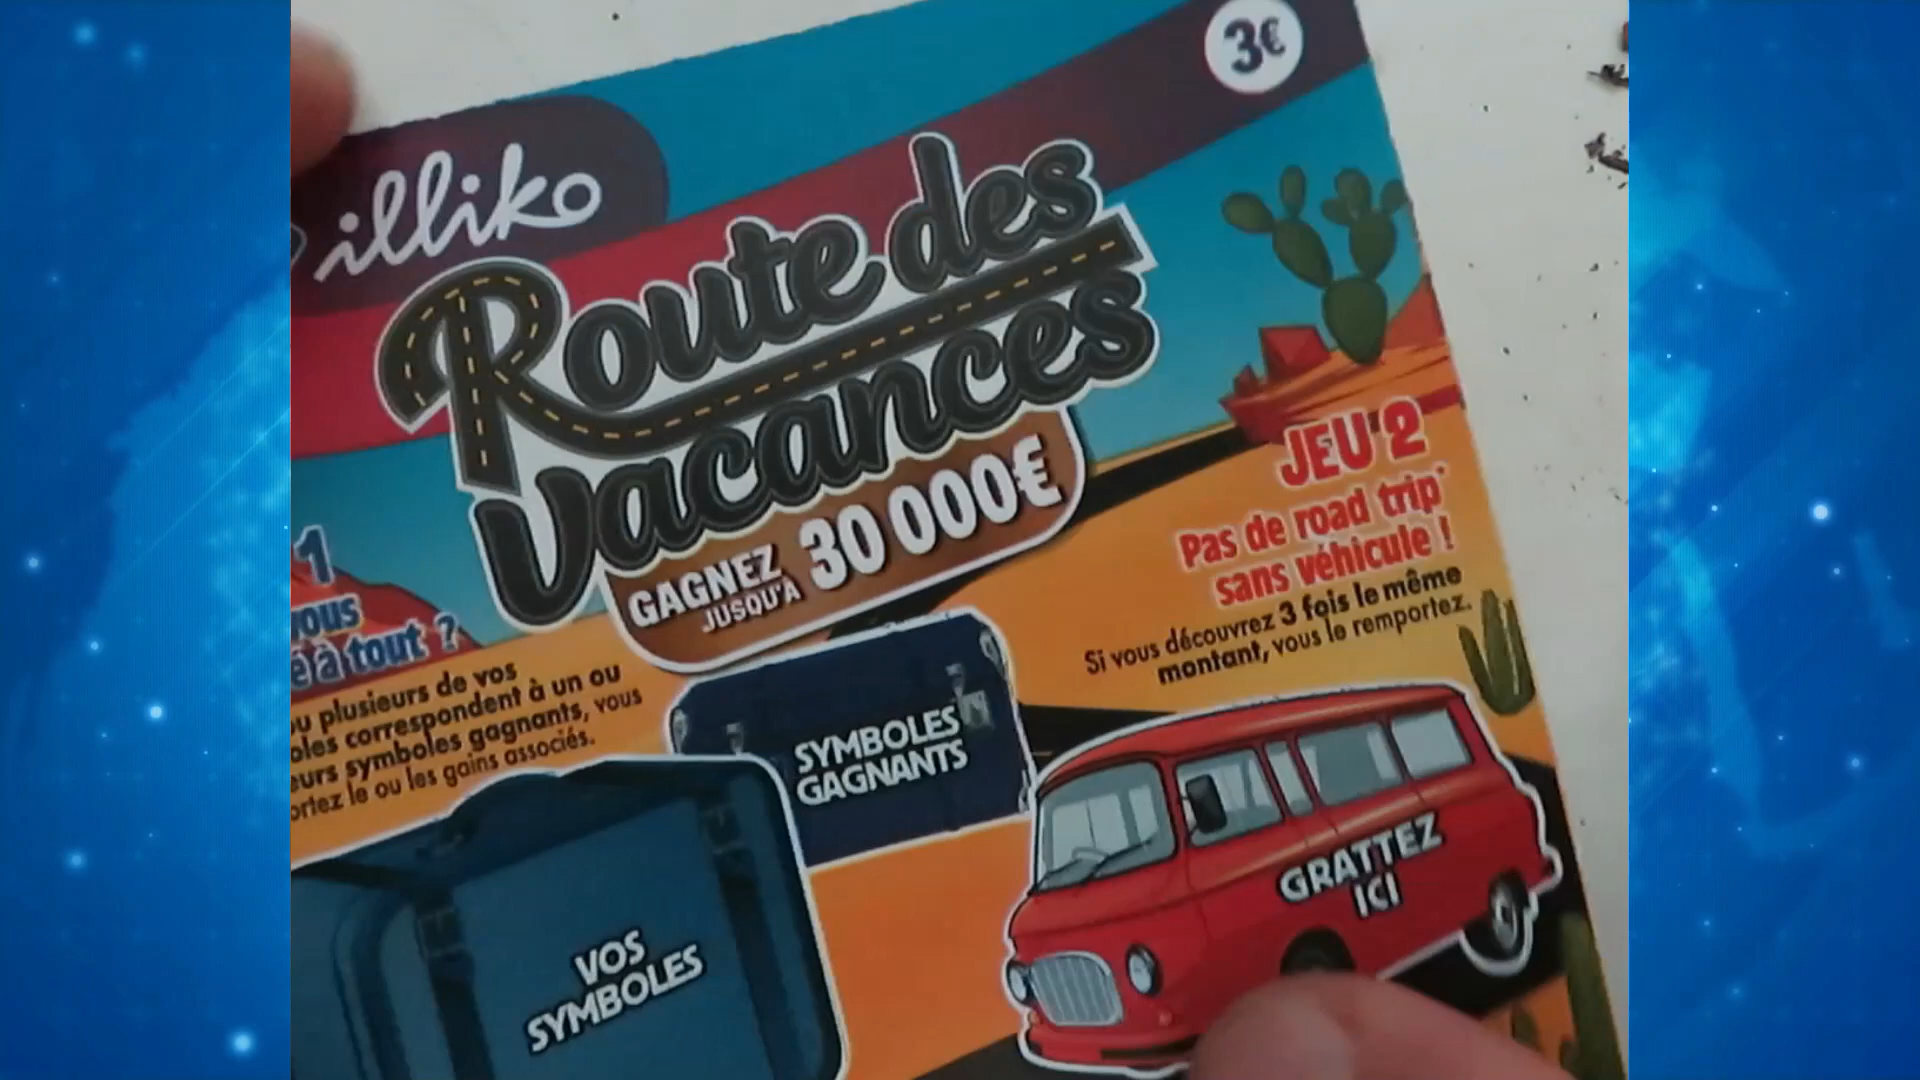 illiko
3€
Route des
vacances
GAGNEZ
JUSQU'À
30 000€
1
vous
à tout ?
plusieurs de vos
correspondent à un ou
symboles gagnants, vous
le ou les gains associés.
SYMBOLES
GAGNANTS
VOS
SYMBOLES
JEU 2
Pas de road trip*
sans véhicule !
Si vous découvrez 3 fois le même
montant, vous le remportez.
GRATTEZ
ICI